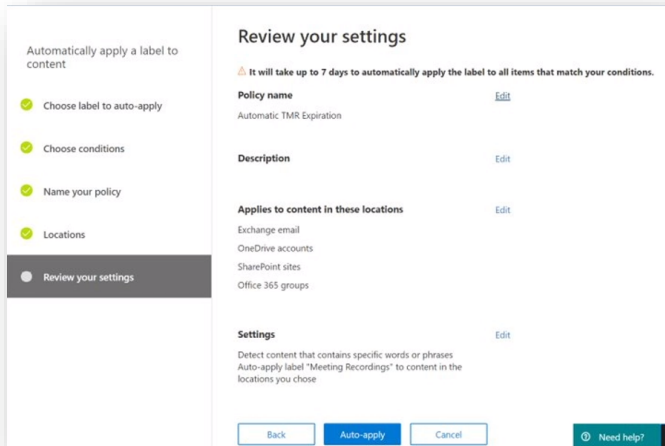 Automatically apply a label to
content
Choose label to auto-apply
Choose conditions
Name your policy
Locations
Review your settings
Review your settings
It will take up to 7 days to automatically apply the label to all items that match your conditions.
Policy name Edit
Automatic TMR Expiration
Description Edit
Applies to content in these locations Edit
Exchange email
OneDrive accounts
SharePoint sites
Office 365 groups
Settings Edit
Detect content that contains specific words or phrases
Auto-apply label "Meeting Recordings" to content in the
locations you chose
Back Auto-apply Cancel
Need help?